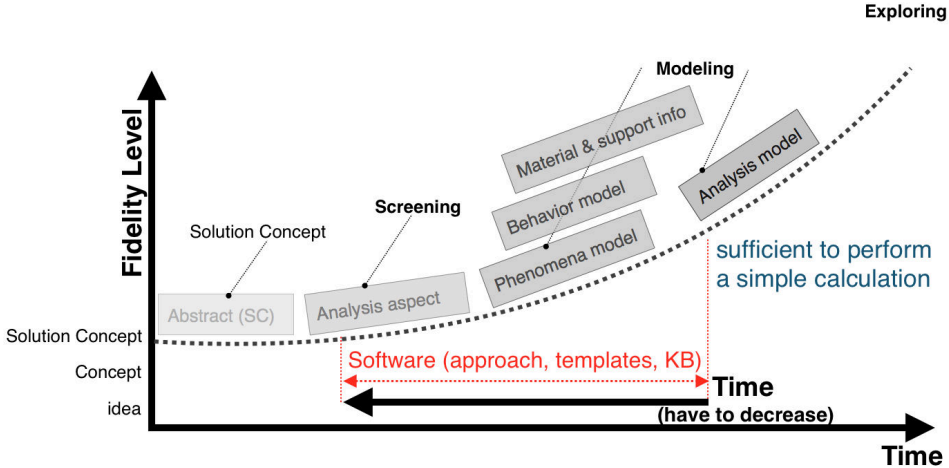 Exploring
Modeling
Fidelity Level
Material & support info
Analysis model
Behavior model
Screening
Solution Concept
Phenomena model
sufficient to perform
a simple calculation
Abstract (SC)
Analysis aspect
Solution Concept
Software (approach, templates, KB)
Concept
Time
idea
(have to decrease)
Time